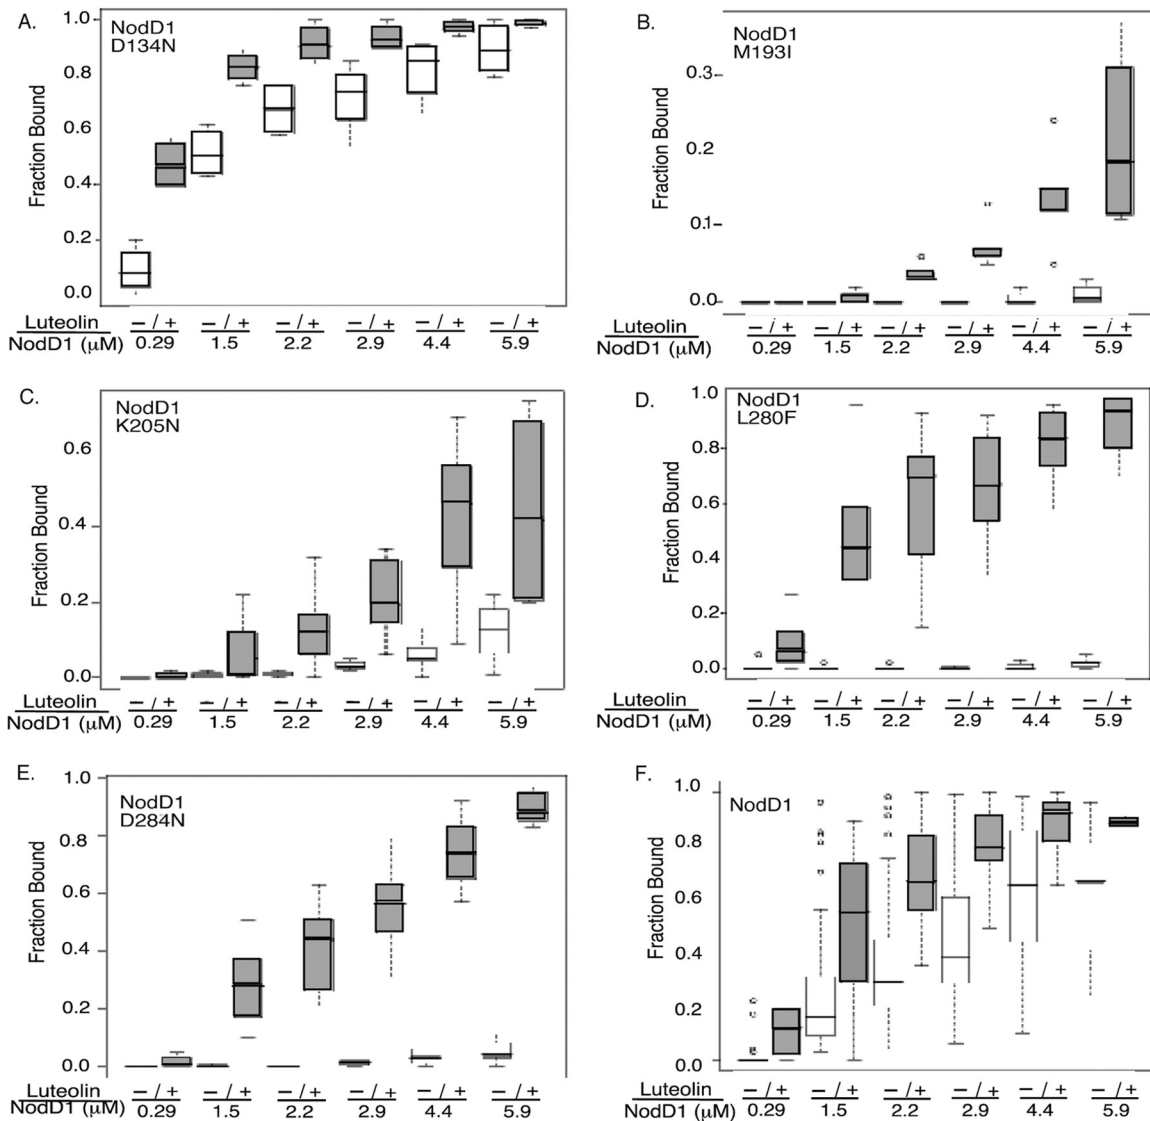 A.
NodD1
D134N
Fraction Bound
1.0
0.8
0.6
0.4
0.2
0.0
Luteolin − / + − / + − / + − / + − / + − / +
NodD1 (μM) 0.29 1.5 2.2 2.9 4.4 5.9
B.
NodD1
M193I
Fraction Bound
0.3
0.2
0.1
0.0
Luteolin − / + − / + − / + − / + − / + − / +
NodD1 (μM) 0.29 1.5 2.2 2.9 4.4 5.9
C.
NodD1
K205N
Fraction Bound
0.6
0.4
0.2
0.0
Luteolin − / + − / + − / + − / + − / + − / +
NodD1 (μM) 0.29 1.5 2.2 2.9 4.4 5.9
D.
NodD1
L280F
Fraction Bound
1.0
0.8
0.6
0.4
0.2
0.0
Luteolin − / + − / + − / + − / + − / + − / +
NodD1 (μM) 0.29 1.5 2.2 2.9 4.4 5.9
E.
NodD1
D284N
Fraction Bound
1.0
0.8
0.6
0.4
0.2
0.0
Luteolin − / + − / + − / + − / + − / + − / +
NodD1 (μM) 0.29 1.5 2.2 2.9 4.4 5.9
F.
NodD1
Fraction Bound
1.0
0.8
0.6
0.4
0.2
0.0
Luteolin − / + − / + − / + − / + − / + − / +
NodD1 (μM) 0.29 1.5 2.2 2.9 4.4 5.9